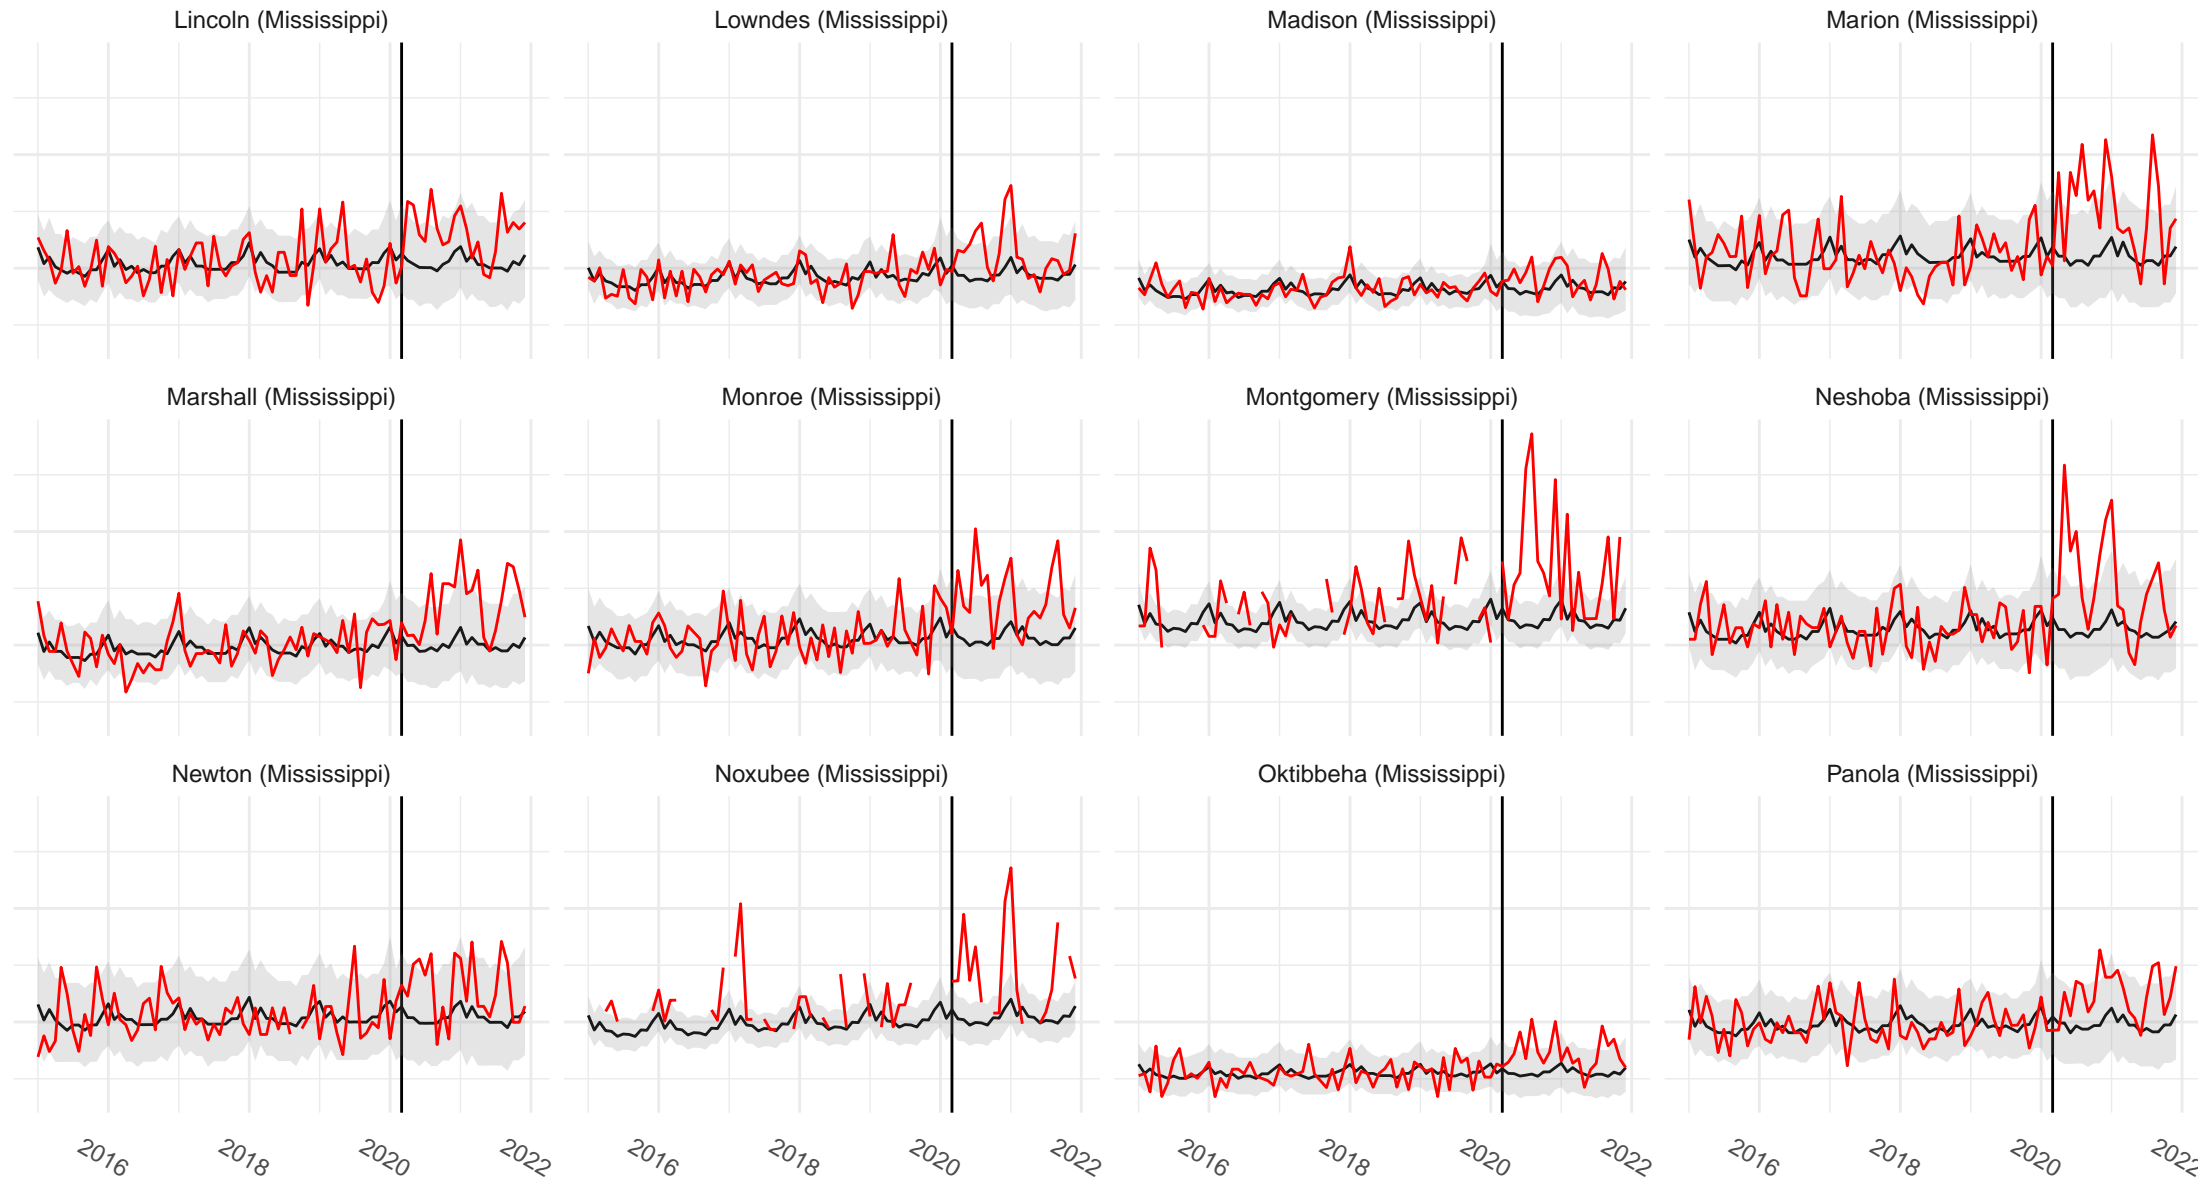 Lincoln (Mississippi)
Lowndes (Mississippi)
Madison (Mississippi)
Marion (Mississippi)
Marshall (Mississippi)
Monroe (Mississippi)
Montgomery (Mississippi)
Neshoba (Mississippi)
Newton (Mississippi)
Noxubee (Mississippi)
Oktibbeha (Mississippi)
Panola (Mississippi)
2016 2018 2020 2022
2016 2018 2020 2022
2016 2018 2020 2022
2016 2018 2020 2022